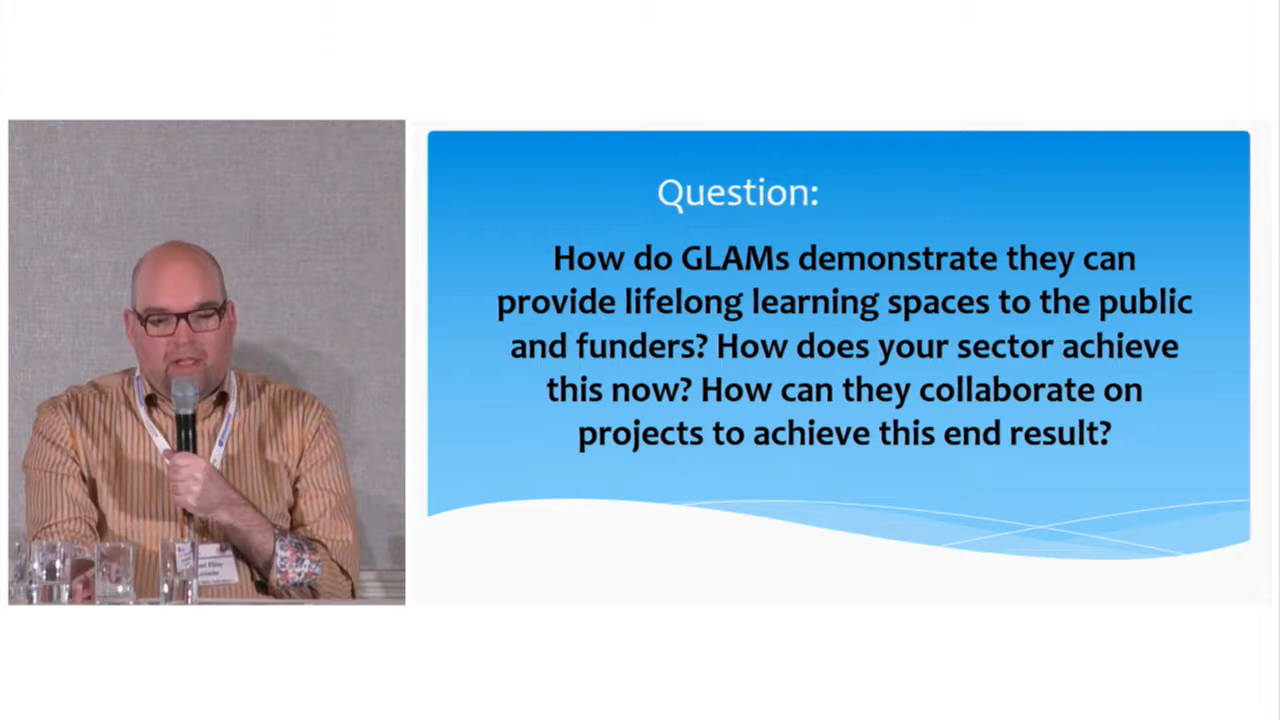 Question:
How do GLAMs demonstrate they can
provide lifelong learning spaces to the public
and funders? How does your sector achieve
this now? How can they collaborate on
projects to achieve this end result?